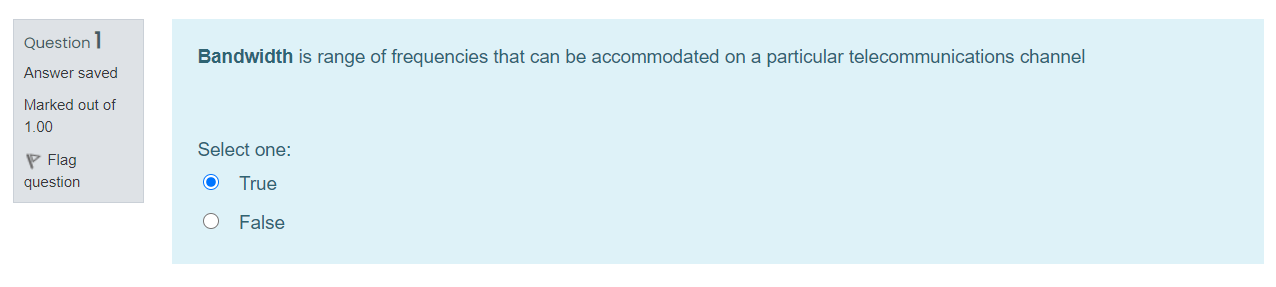 Question 1
Answer saved
Marked out of
1.00
Flag
question
Bandwidth is range of frequencies that can be accommodated on a particular telecommunications channel
Select one:
True
False